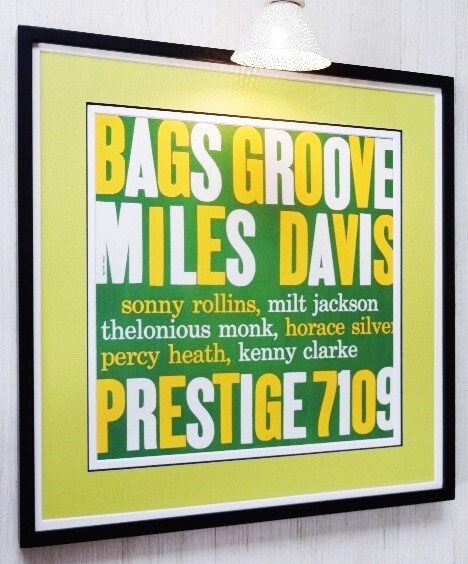 BAGS GROOVE
MILES DAVIS
sonny rollins, milt jackson
thelonious monk, horace silver
percy heath, kenny clarke
PRESTIGE 7109